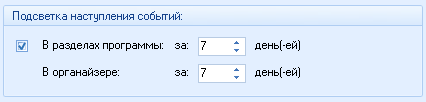 Подсветка наступления событий:
В разделах программы: за: 7 день(-ей)
В органайзере: за: 7 день(-ей)